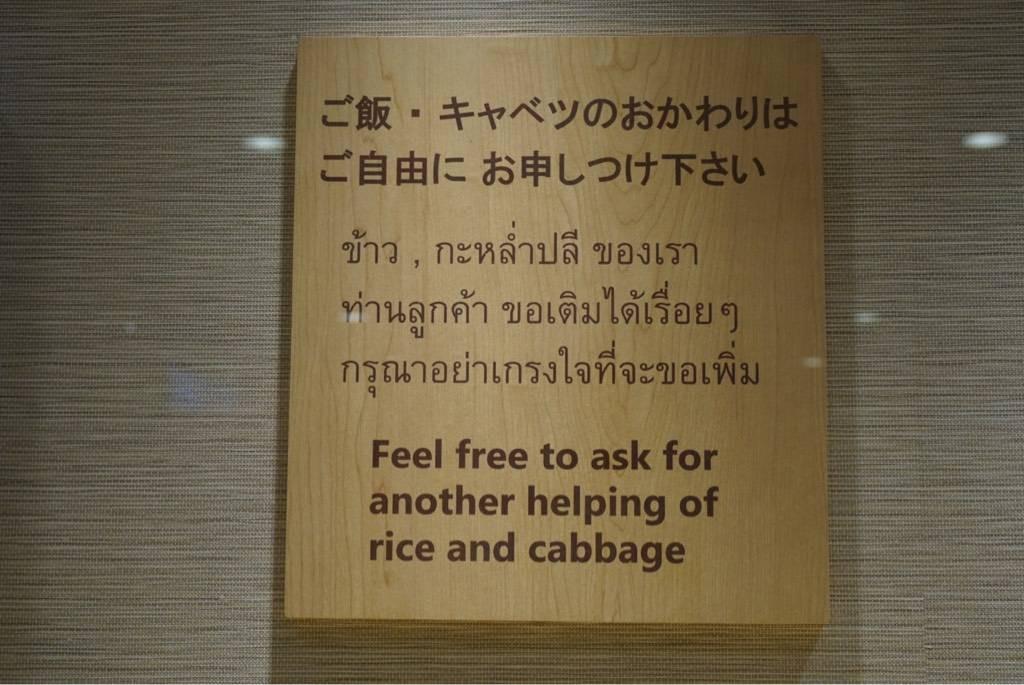 ご飯・キャベツのおかわりは
ご自由に お申しつけ下さい
ข้าว , กะหล่ำปลี ของเรา
ท่านลูกค้า ขอเติมได้เรื่อยๆ
กรุณาอย่าเกรงใจที่จะขอเพิ่ม
Feel free to ask for
another helping of
rice and cabbage